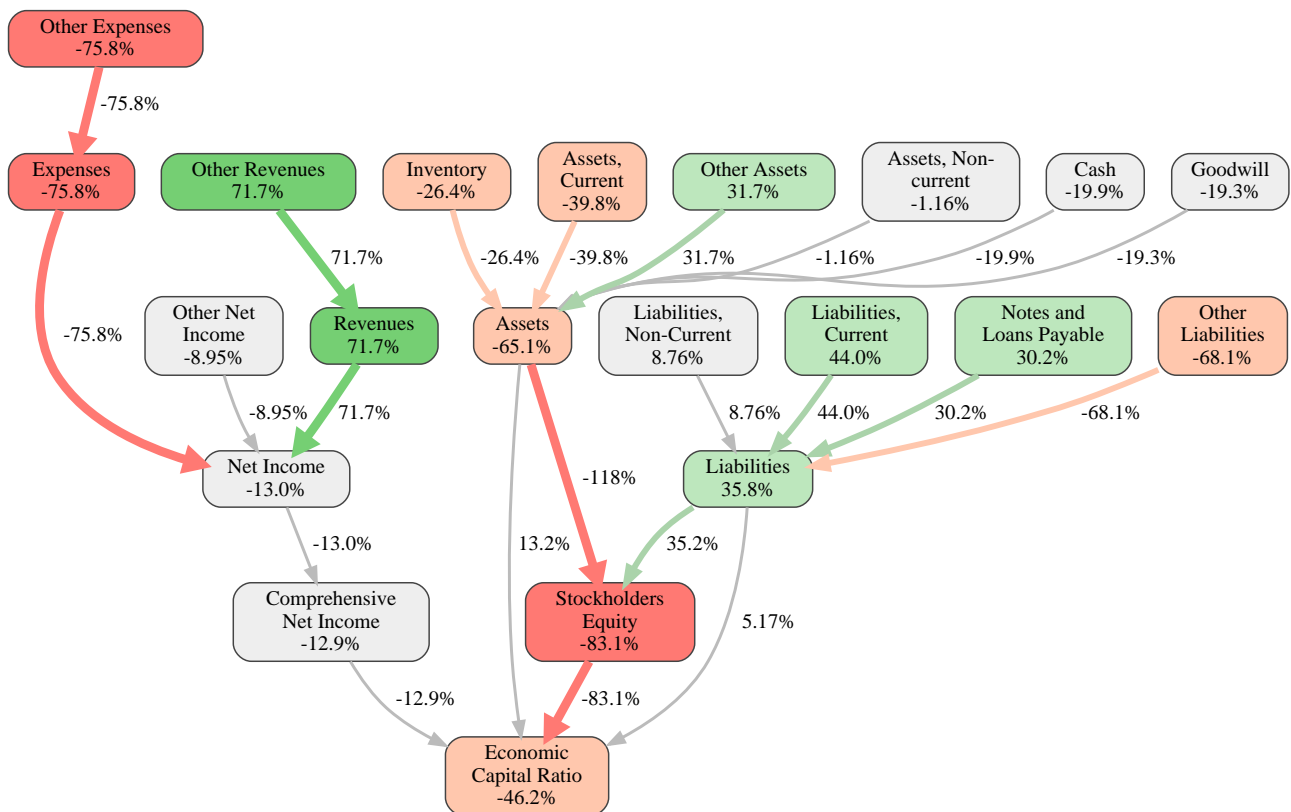 Other Expenses
-75.8%
-75.8%
Expenses
-75.8%
Other Revenues
71.7%
Inventory
-26.4%
Assets,
Current
-39.8%
Other Assets
31.7%
Assets, Non-
current
-1.16%
Cash
-19.9%
Goodwill
-19.3%
71.7%
-26.4%
-39.8%
31.7%
-1.16%
-19.9%
-19.3%
-75.8%
Other Net
Income
-8.95%
Revenues
71.7%
Assets
-65.1%
Liabilities,
Non-Current
8.76%
Liabilities,
Current
44.0%
Notes and
Loans Payable
30.2%
Other
Liabilities
-68.1%
-8.95%
71.7%
8.76%
44.0%
30.2%
-68.1%
Net Income
-13.0%
-118%
Liabilities
35.8%
-13.0%
13.2%
35.2%
Comprehensive
Net Income
-12.9%
Stockholders
Equity
-83.1%
5.17%
-12.9%
-83.1%
Economic
Capital Ratio
-46.2%